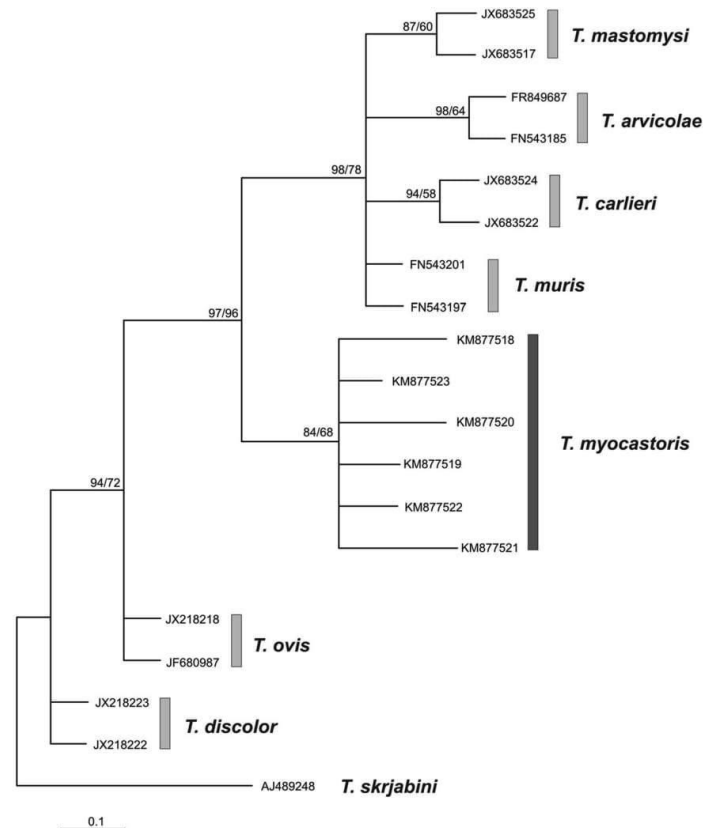 JX683525
87/60
T. mastomysi
JX683517
FR849687
98/64
T. arvicolae
FN543185
98/78
JX683524
94/58
T. carlieri
JX683522
FN543201
T. muris
FN543197
97/96
KM877518
KM877523
KM877520
84/68
T. myocastoris
KM877519
KM877522
KM877521
94/72
JX218218
T. ovis
JF680987
JX218223
T. discolor
JX218222
AJ489248
T. skrjabini
0.1